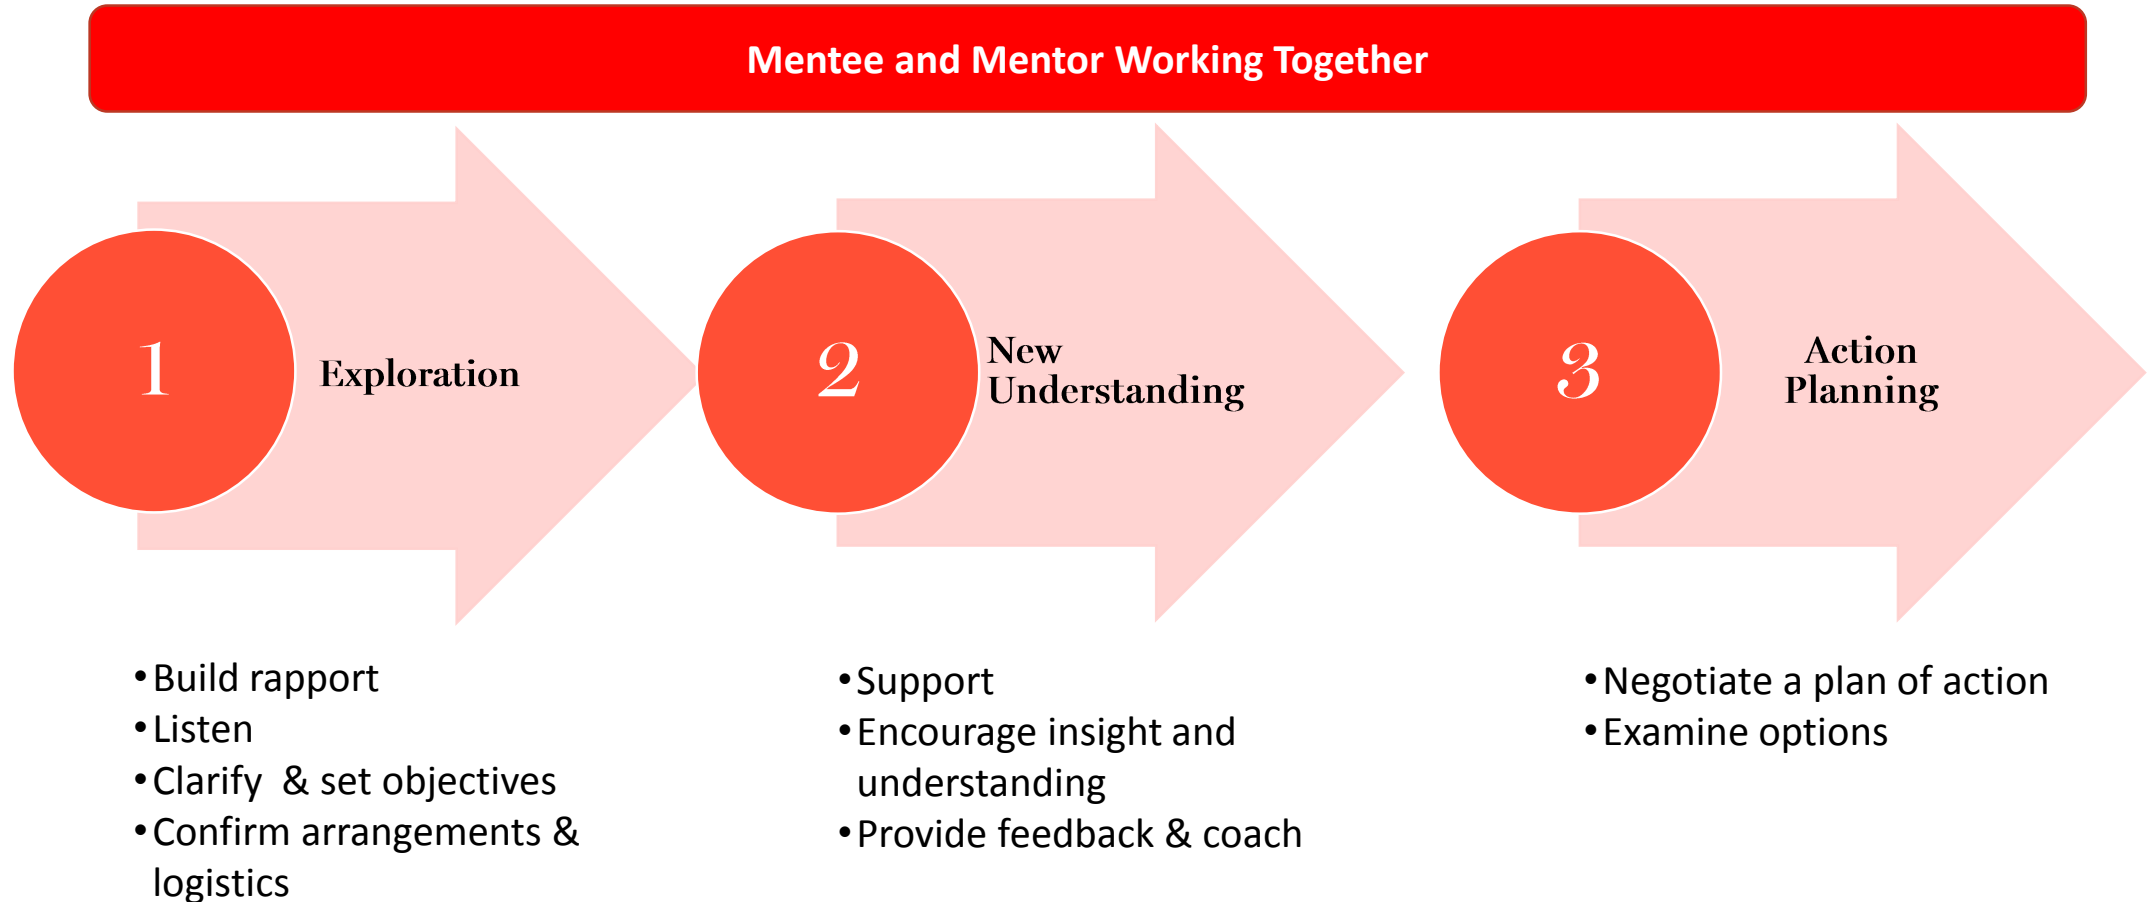 Mentee and Mentor Working Together
1
Exploration
2
New
Understanding
3
Action
Planning
•Build rapport
•Listen
•Clarify  & set objectives
•Confirm arrangements &
logistics
•Support
•Encourage insight and
understanding
•Provide feedback & coach
•Negotiate a plan of action
•Examine options